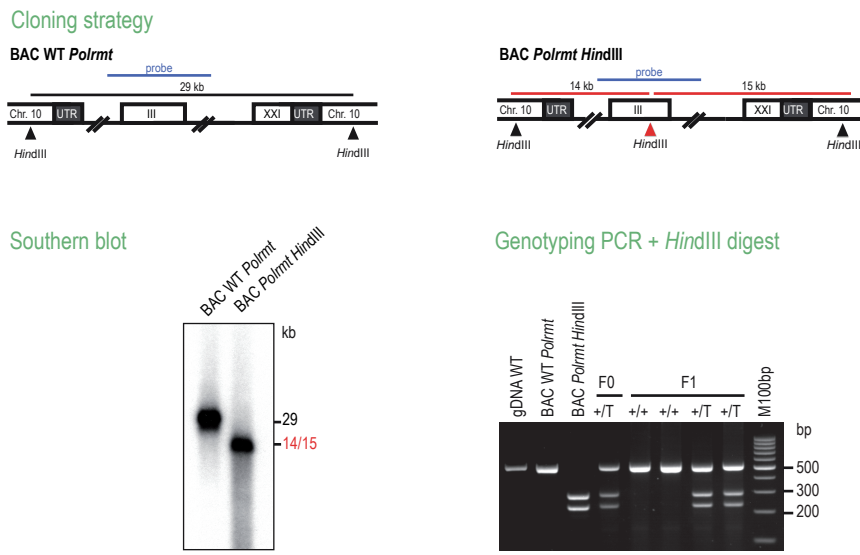 Cloning strategy
BAC WT Polrmt
probe
29 kb
Chr. 10 UTR III XXI UTR Chr. 10
HindIII HindIII
BAC Polrmt HindIII
probe
14 kb 15 kb
Chr. 10 UTR III XXI UTR Chr. 10
HindIII HindIII HindIII
Southern blot
BAC WT Polrmt
BAC Polrmt HindIII
kb
29
14/15
Genotyping PCR + HindIII digest
gDNA WT
BAC WT Polrmt
BAC Polrmt HindIII
F0 F1
+/T +/+ +/+ +/T +/T
M100bp
bp
500
300
200